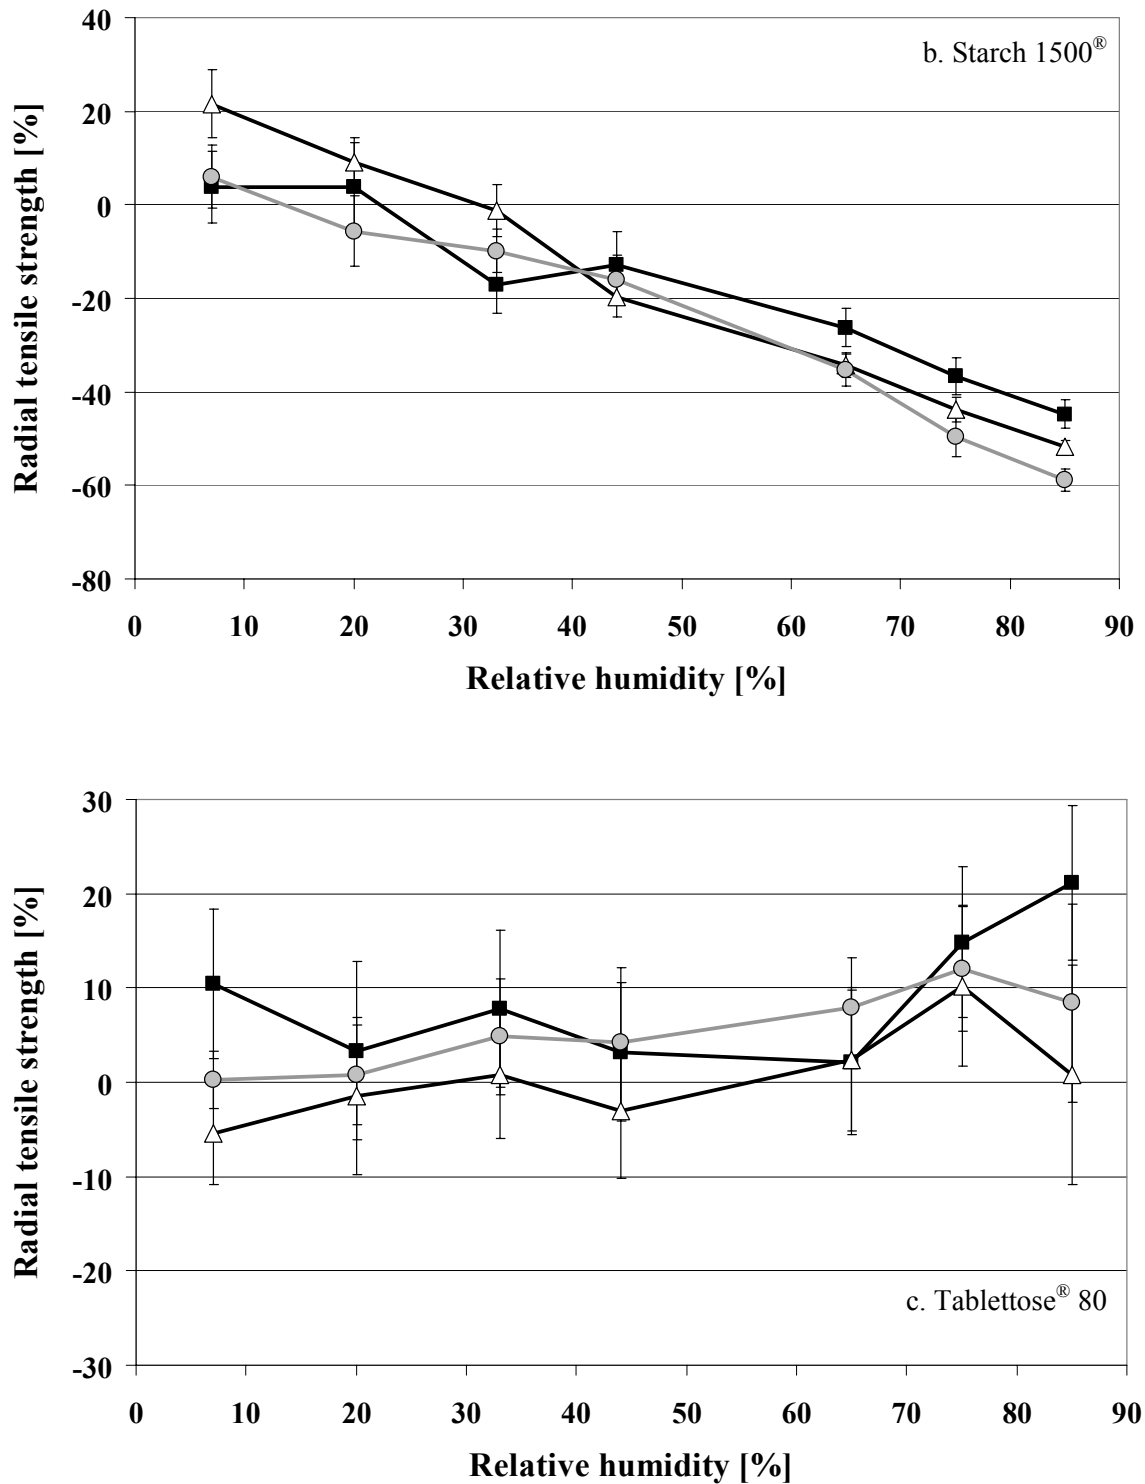 40
b. Starch 1500®
20
0
-20
-40
-60
-80
Radial tensile strength [%]
0 10 20 30 40 50 60 70 80 90
Relative humidity [%]
30
20
10
0
-10
-20
c. Tablettose® 80
-30
Radial tensile strength [%]
0 10 20 30 40 50 60 70 80 90
Relative humidity [%]